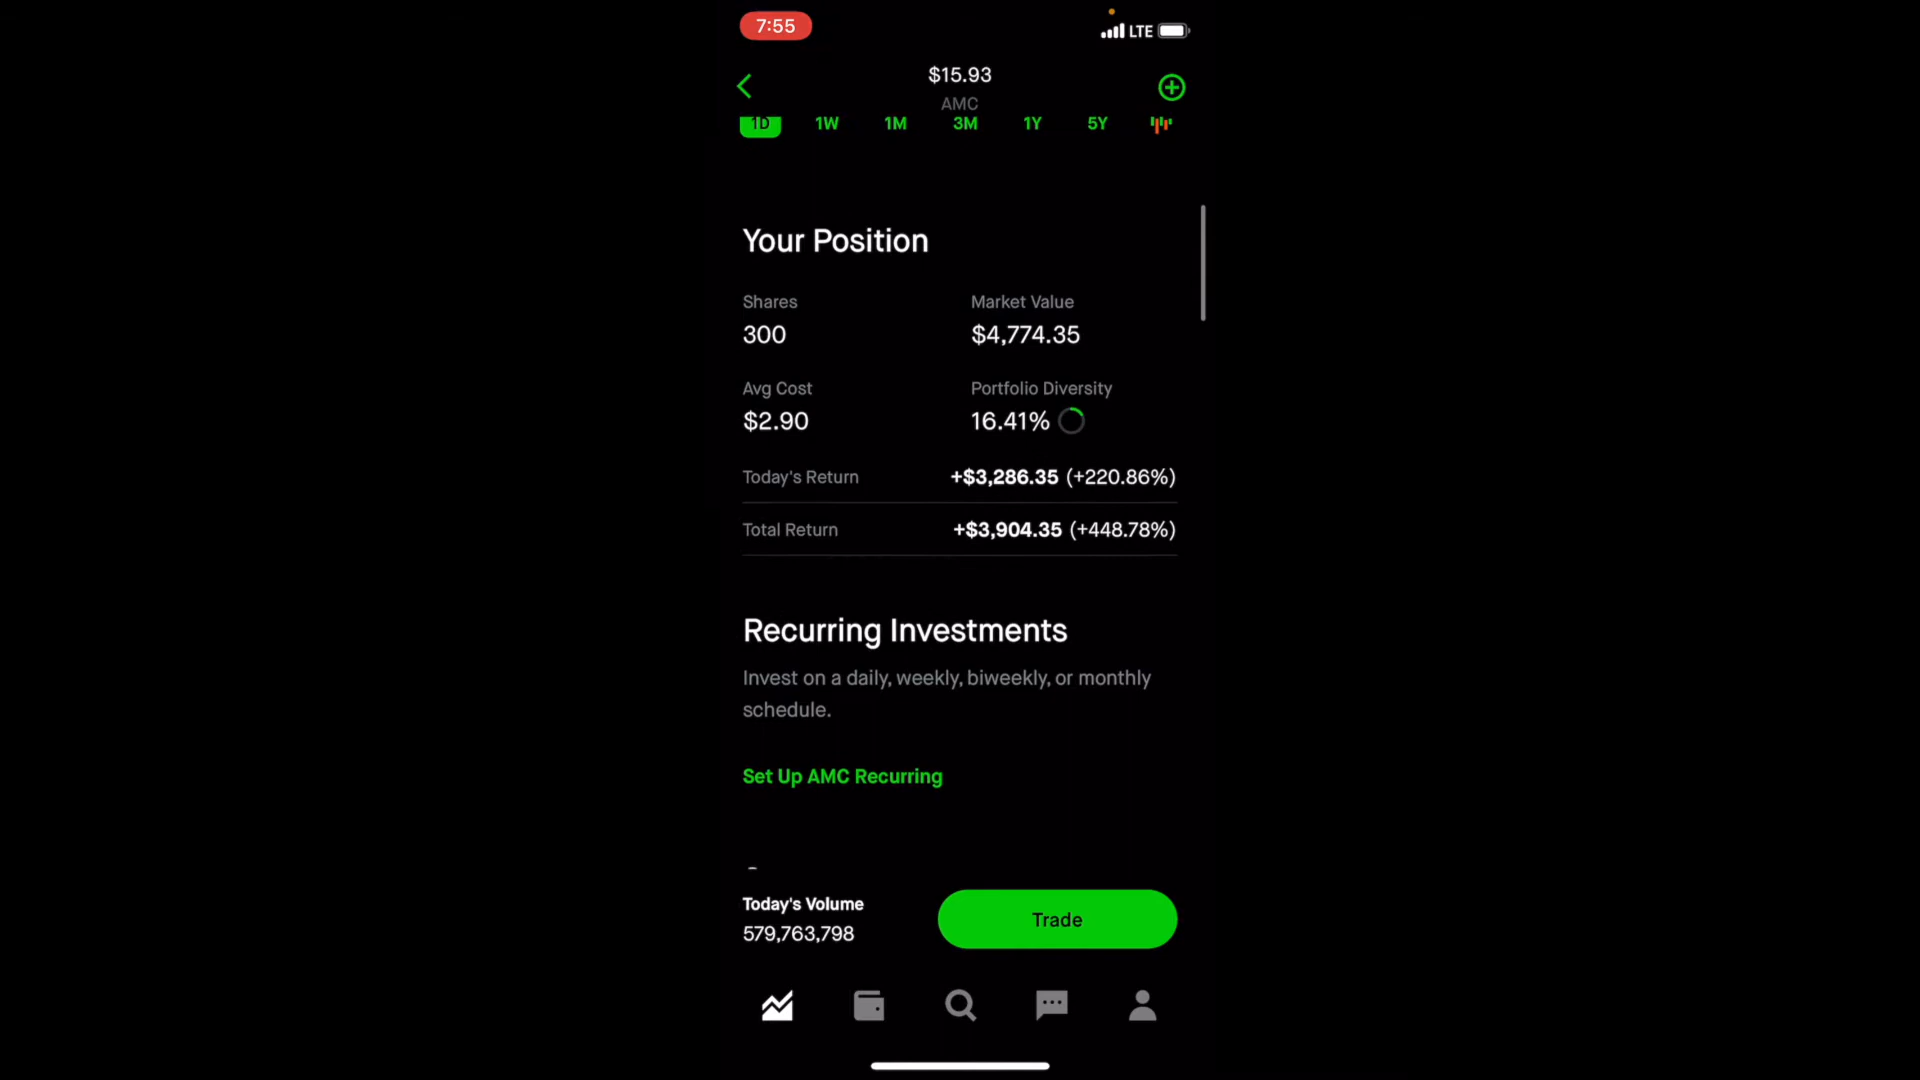 7:55
LTE
$15.93
AMC
1D 1W 1M 3M 1Y 5Y
Your Position
Shares Market Value
300 $4,774.35
Avg Cost Portfolio Diversity
$2.90 16.41%
Today's Return +$3,286.35 (+220.86%)
Total Return +$3,904.35 (+448.78%)
Recurring Investments
Invest on a daily, weekly, biweekly, or monthly
schedule.
Set Up AMC Recurring
Today's Volume
579,763,798
Trade